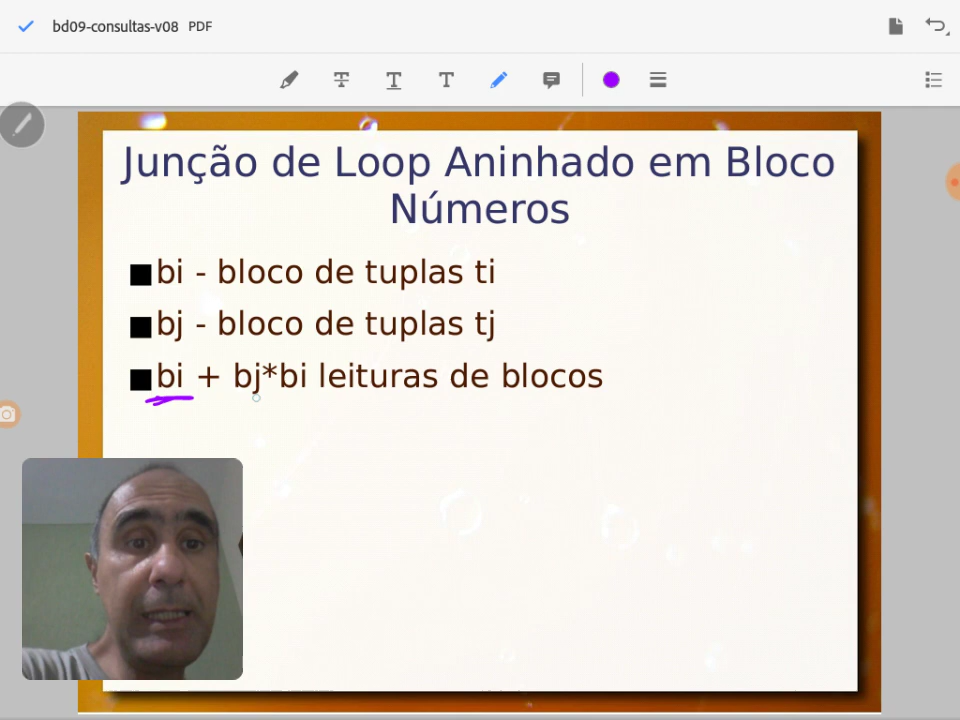 bd09-consultas-v08 PDF
T T T
Junção de Loop Aninhado em Bloco
Números
■bi - bloco de tuplas ti
■bj - bloco de tuplas tj
■bi + bj*bi leituras de blocos